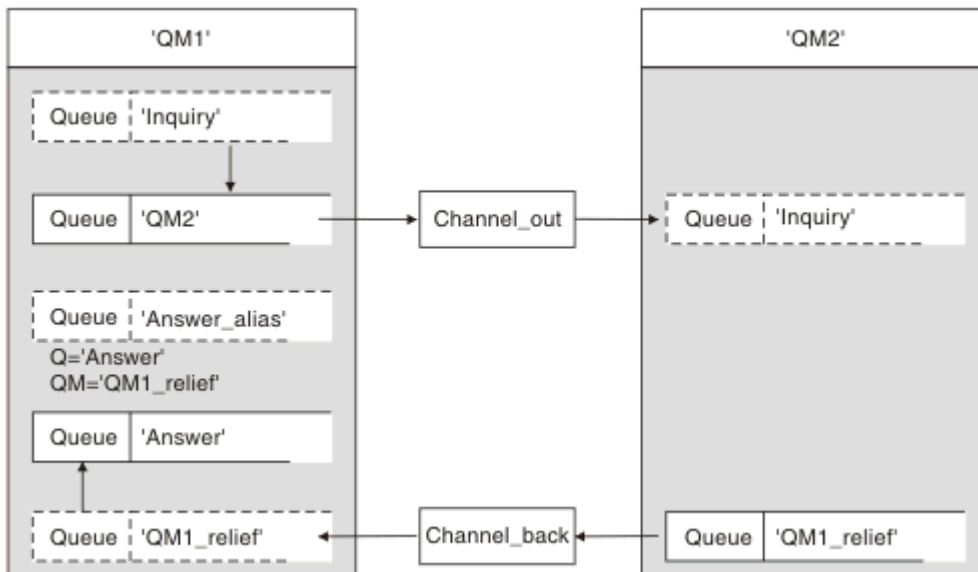 'QM1'
Queue 'Inquiry'
Queue 'QM2'
Queue 'Answer_alias'
Q='Answer'
QM='QM1_relief'
Queue 'Answer'
Queue 'QM1_relief'
Channel_out
Channel_back
'QM2'
Queue 'Inquiry'
Queue 'QM1_relief'